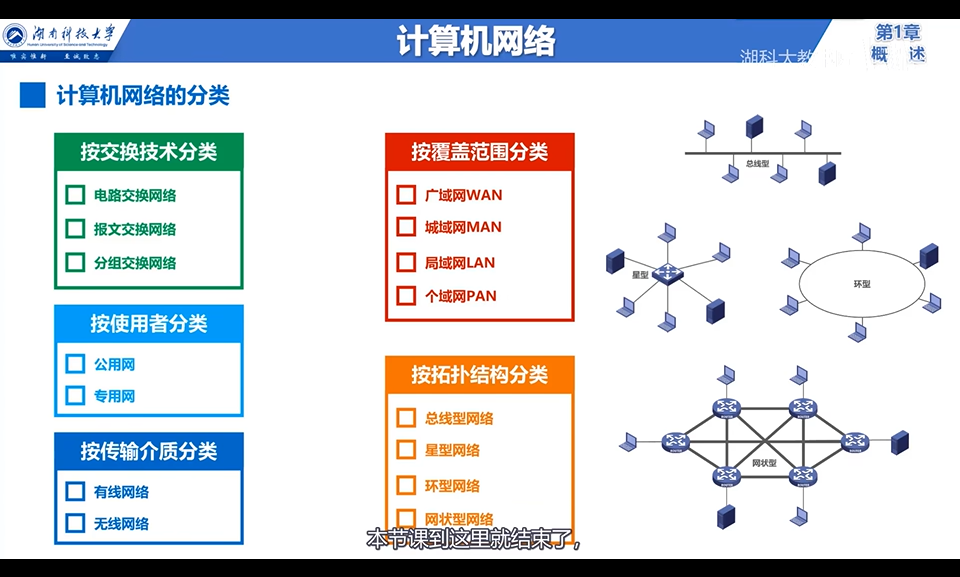 湖南科技大学
Hunan University of Science and Technology
唯实惟新 至诚致志
计算机网络
第1章
概 述
湖科大教
计算机网络的分类
按交换技术分类
电路交换网络
报文交换网络
分组交换网络
按使用者分类
公用网
专用网
按传输介质分类
有线网络
无线网络
按覆盖范围分类
广域网WAN
城域网MAN
局域网LAN
个域网PAN
按拓扑结构分类
总线型网络
星型网络
环型网络
网状型网络
总线型
星型
环型
网状型
本节课到这里就结束了，